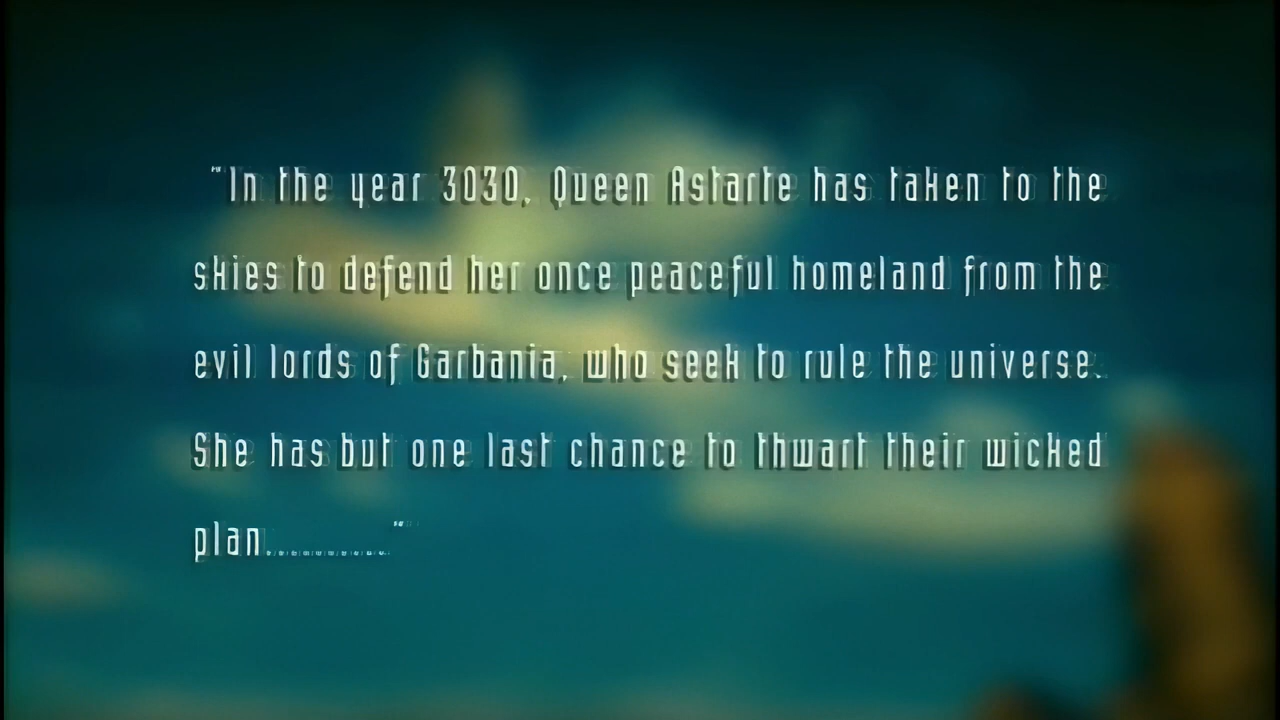 "In the year 3030, Queen Astarte has taken to the
skies to defend her once peaceful homeland from the
evil lords of Garbania, who seek to rule the universe.
She has but one last chance to thwart their wicked
plan.........."